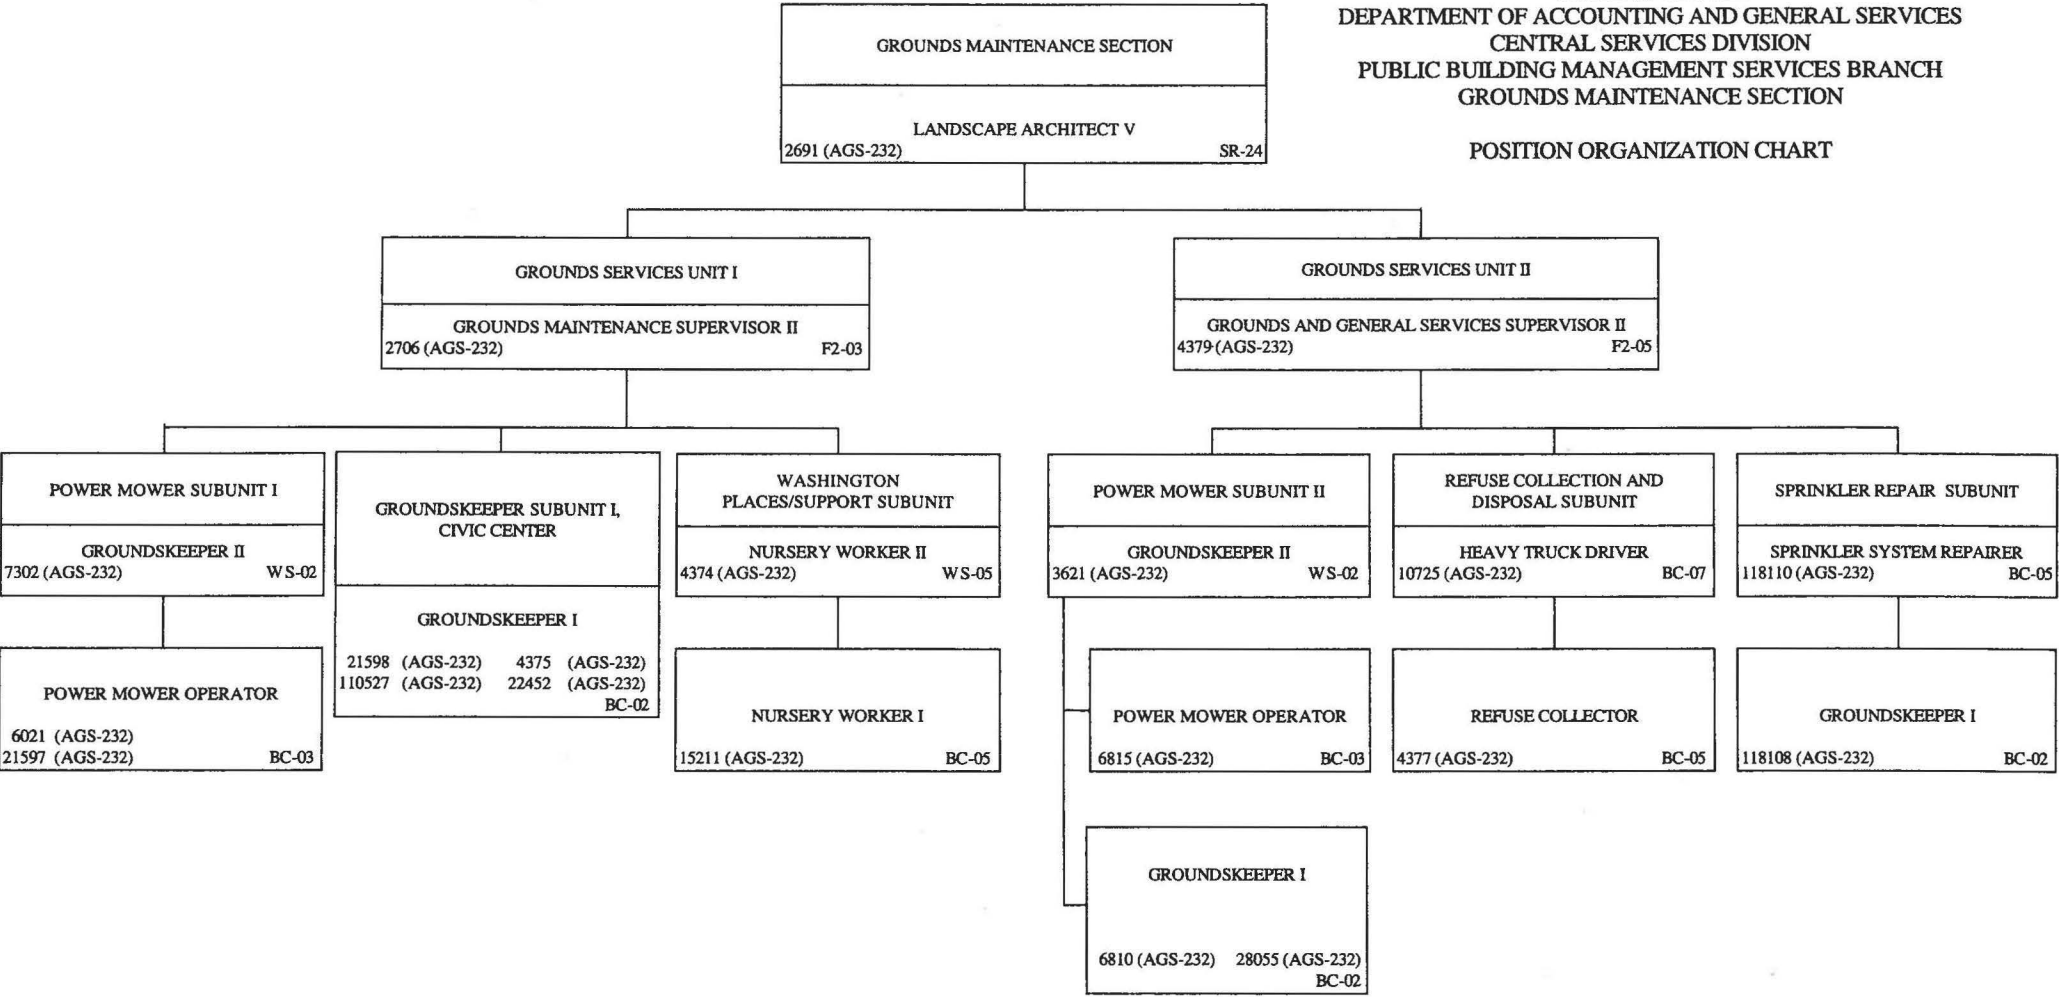 DEPARTMENT OF ACCOUNTING AND GENERAL SERVICES
CENTRAL SERVICES DIVISION
PUBLIC BUILDING MANAGEMENT SERVICES BRANCH
GROUNDS MAINTENANCE SECTION
POSITION ORGANIZATION CHART
GROUNDS MAINTENANCE SECTION
LANDSCAPE ARCHITECT V
2691 (AGS-232) SR-24
GROUNDS SERVICES UNIT I
GROUNDS MAINTENANCE SUPERVISOR II
2706 (AGS-232) F2-03
GROUNDS SERVICES UNIT II
GROUNDS AND GENERAL SERVICES SUPERVISOR II
4379 (AGS-232) F2-05
POWER MOWER SUBUNIT I
GROUNDSKEEPER II
7302 (AGS-232) WS-02
POWER MOWER OPERATOR
6021 (AGS-232)
21597 (AGS-232) BC-03
GROUNDSKEEPER SUBUNIT I,
CIVIC CENTER
GROUNDSKEEPER I
21598 (AGS-232) 4375 (AGS-232)
110527 (AGS-232) 22452 (AGS-232)
BC-02
WASHINGTON
PLACES/SUPPORT SUBUNIT
NURSERY WORKER II
4374 (AGS-232) WS-05
NURSERY WORKER I
15211 (AGS-232) BC-05
POWER MOWER SUBUNIT II
GROUNDSKEEPER II
3621 (AGS-232) WS-02
POWER MOWER OPERATOR
6815 (AGS-232) BC-03
GROUNDSKEEPER I
6810 (AGS-232) 28055 (AGS-232)
BC-02
REFUSE COLLECTION AND
DISPOSAL SUBUNIT
HEAVY TRUCK DRIVER
10725 (AGS-232) BC-07
REFUSE COLLECTOR
4377 (AGS-232) BC-05
SPRINKLER REPAIR SUBUNIT
SPRINKLER SYSTEM REPAIRER
118110 (AGS-232) BC-05
GROUNDSKEEPER I
118108 (AGS-232) BC-02